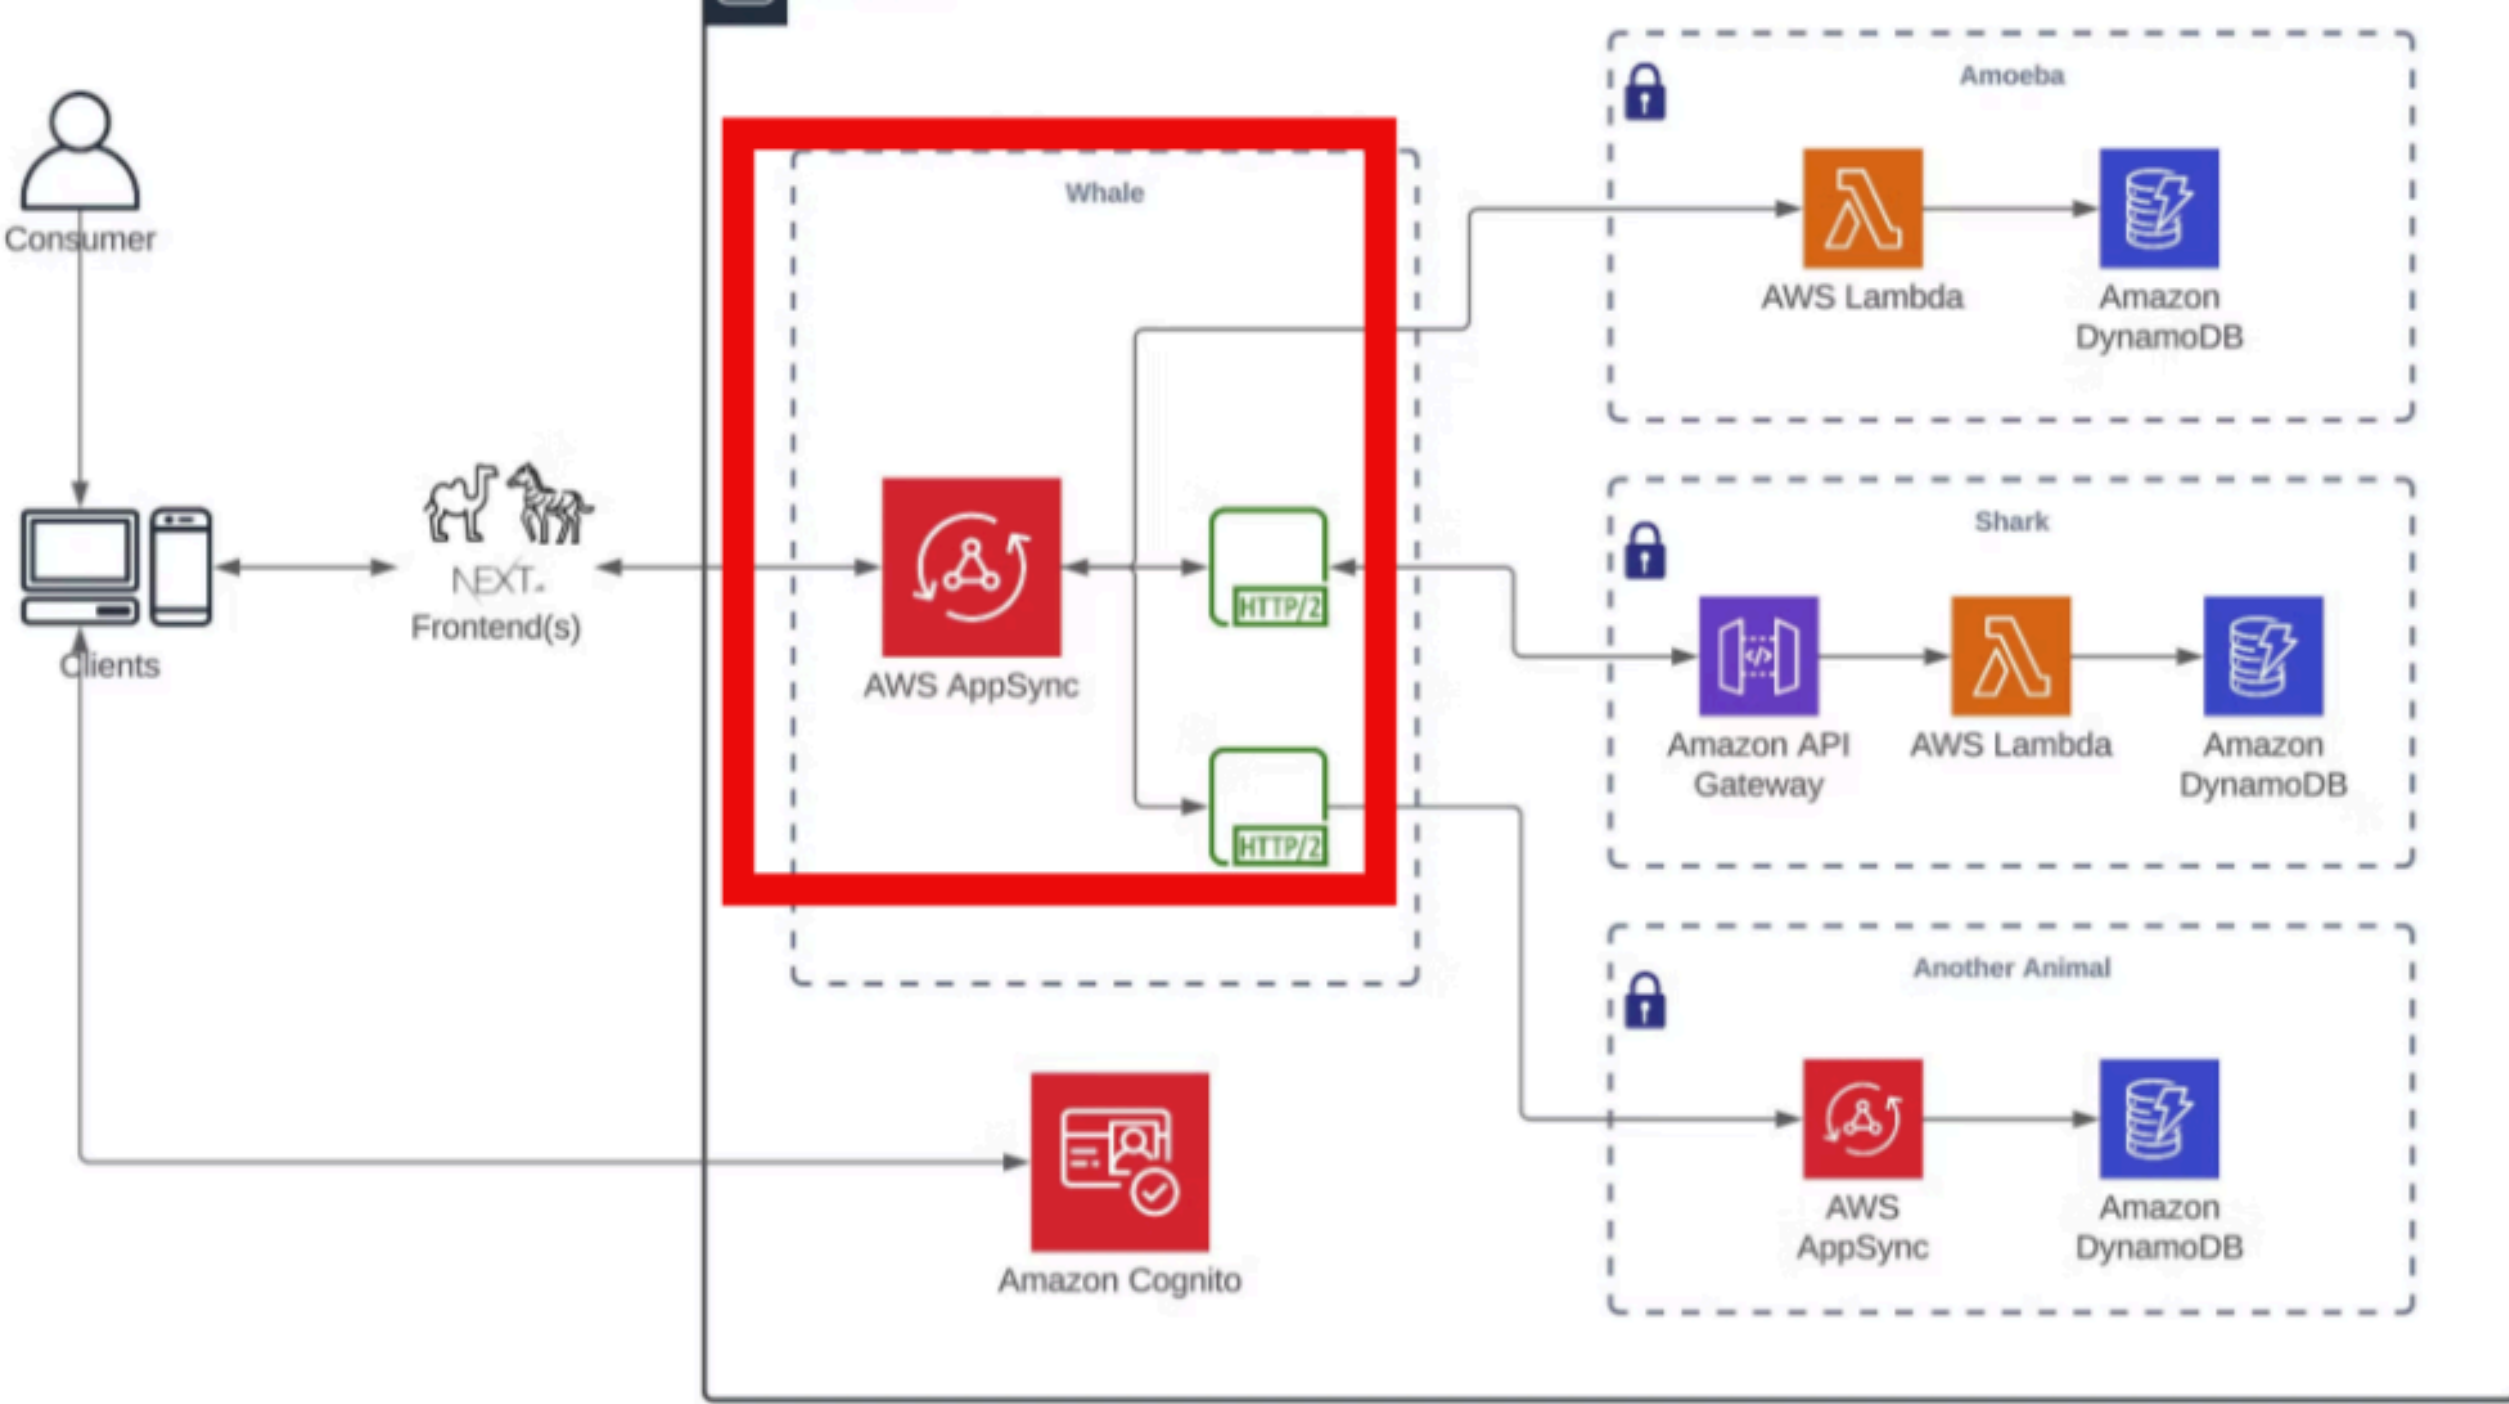 Consumer
Clients
NEXT.
Frontend(s)
Whale
AWS AppSync
HTTP/2
HTTP/2
Amazon Cognito
Amoeba
AWS Lambda
Amazon
DynamoDB
Shark
Amazon API
Gateway
AWS Lambda
Amazon
DynamoDB
Another Animal
AWS
AppSync
Amazon
DynamoDB